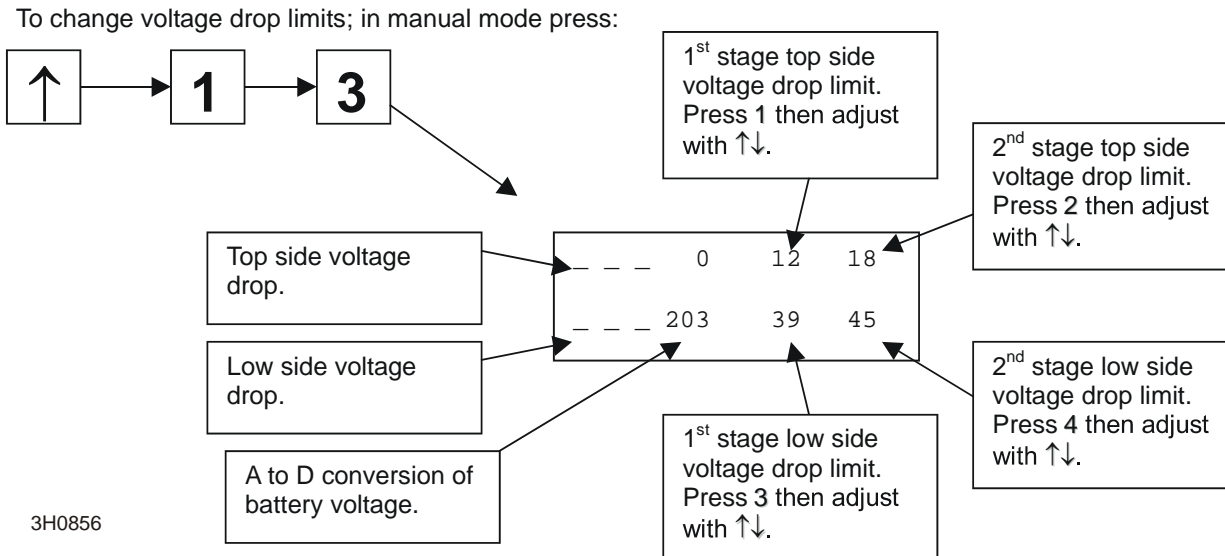 To change voltage drop limits; in manual mode press:
↑
1
3
1st stage top side
voltage drop limit.
Press 1 then adjust
with ↑↓.
2nd stage top side
voltage drop limit.
Press 2 then adjust
with ↑↓.
Top side voltage
drop.
_ _ _ 0 12 18
_ _ _ 203 39 45
Low side voltage
drop.
A to D conversion of
battery voltage.
1st stage low side
voltage drop limit.
Press 3 then adjust
with ↑↓.
2nd stage low side
voltage drop limit.
Press 4 then adjust
with ↑↓.
3H0856